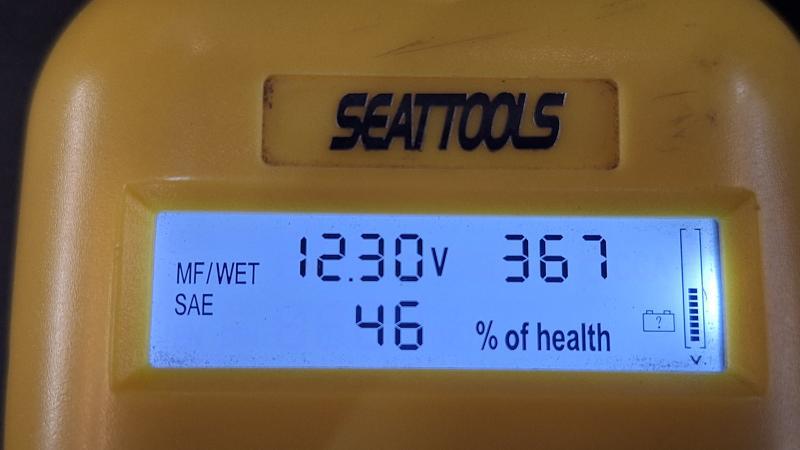 SEATTOOLS
MF/WET 12.30V 367
SAE 46 % of health
?